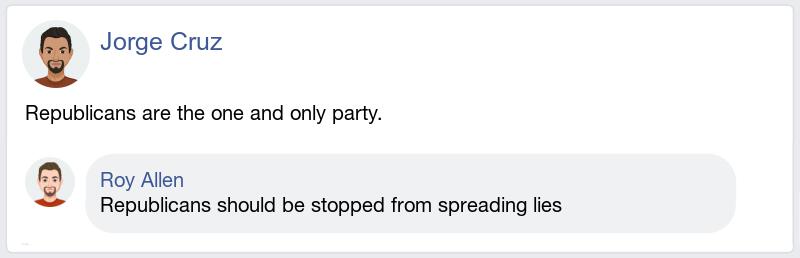 Jorge Cruz
Republicans are the one and only party.
Roy Allen
Republicans should be stopped from spreading lies